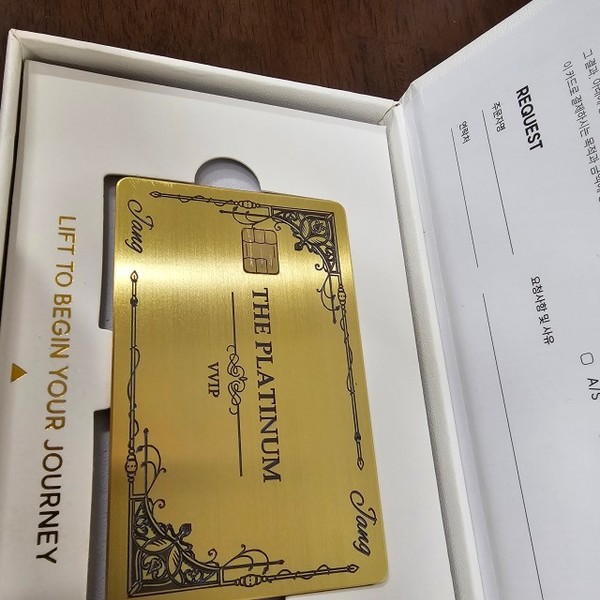 LIFT TO BEGIN YOUR JOURNEY
Jang
THE PLATINUM
VVIP
Jang
REQUEST
주문자명
연락처
요청사항 및 사유
A/S